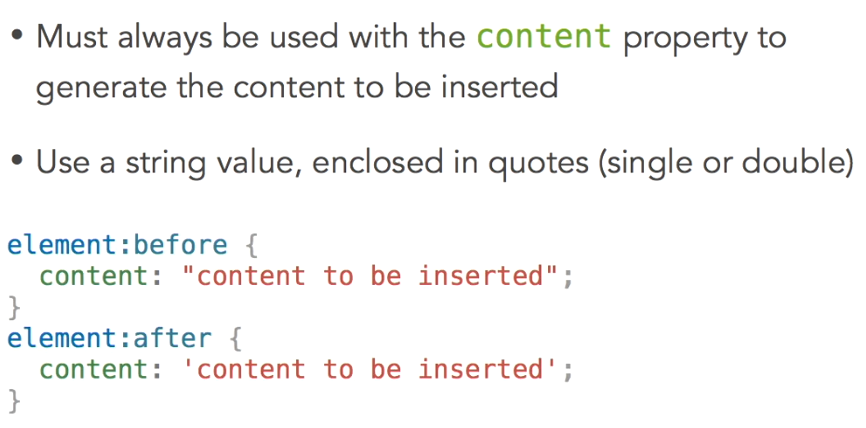 • Must always be used with the content property to
generate the content to be inserted
• Use a string value, enclosed in quotes (single or double)
element:before {
  content: "content to be inserted";
}
element:after {
  content: 'content to be inserted';
}